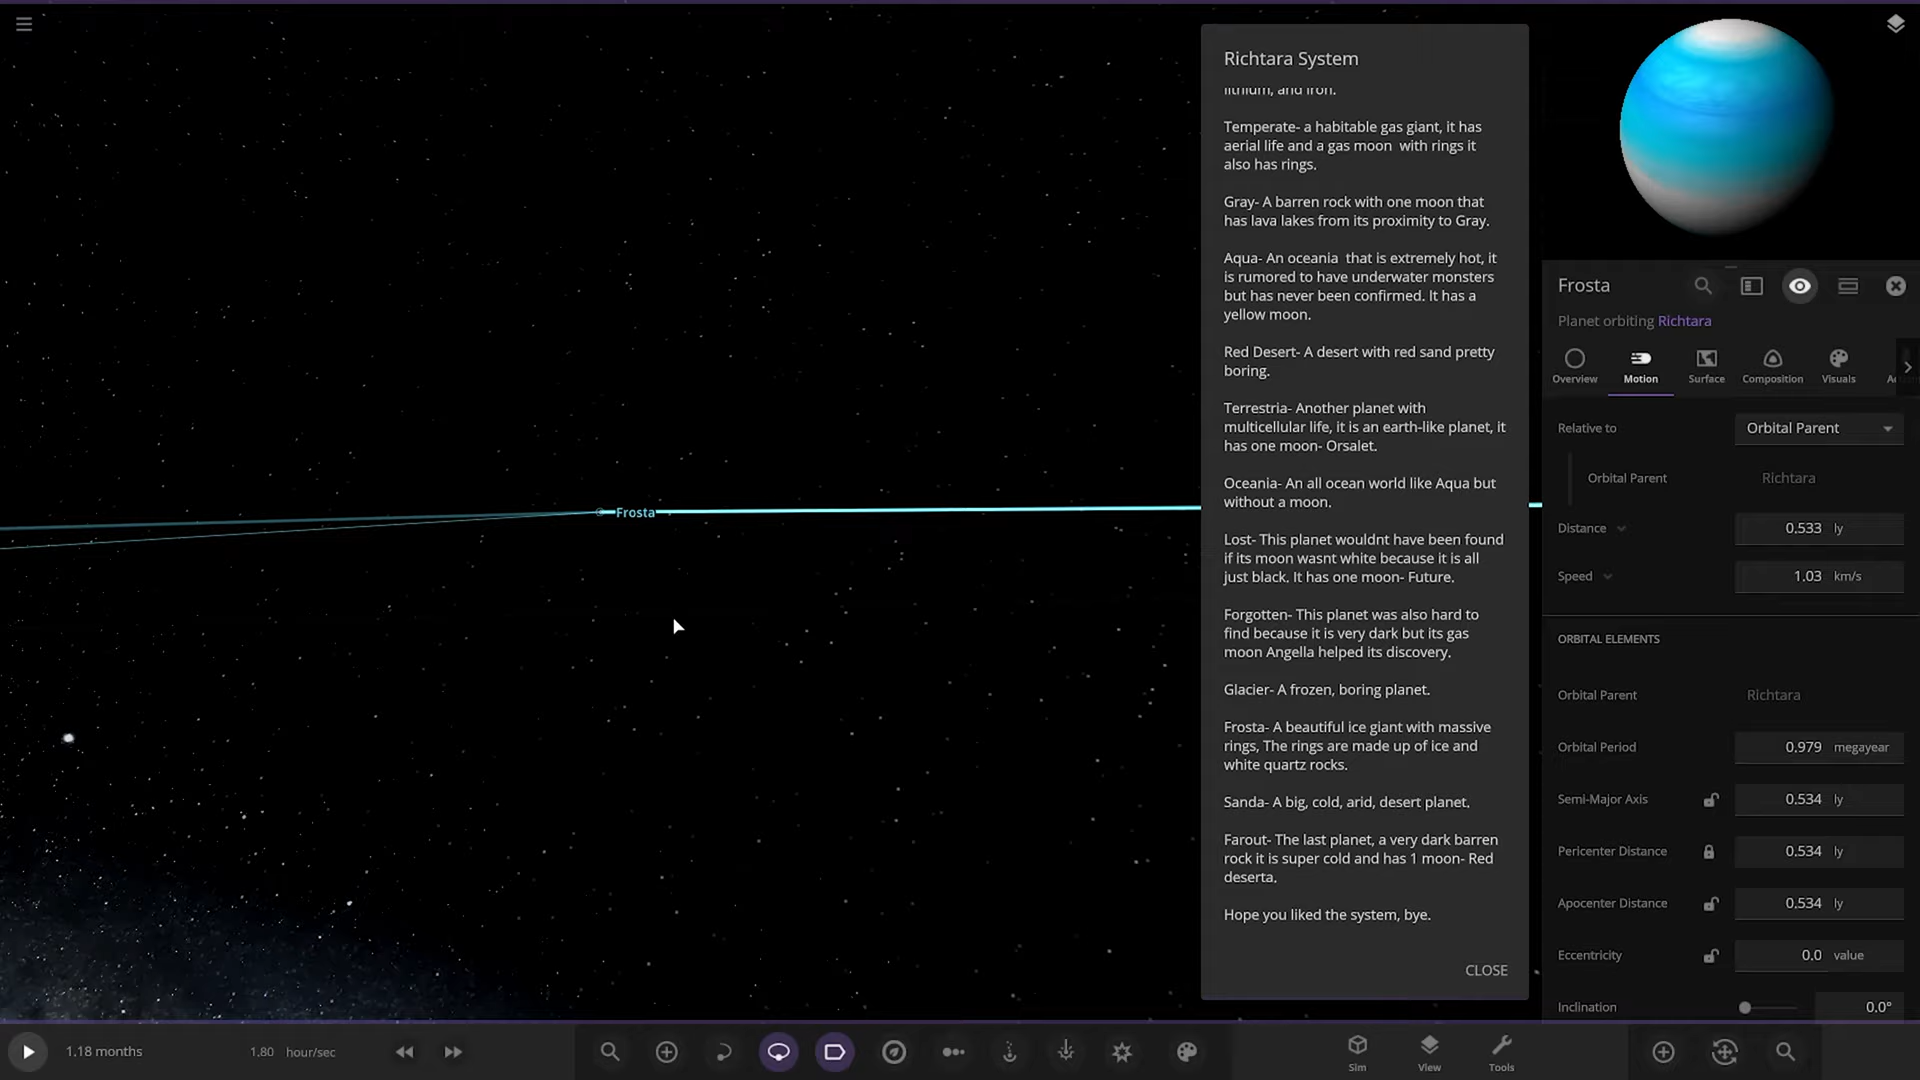 Richtara System
lithium, and iron.
Temperate- a habitable gas giant, it has
aerial life and a gas moon  with rings it
also has rings.
Gray- A barren rock with one moon that
has lava lakes from its proximity to Gray.
Aqua- An oceania  that is extremely hot, it
is rumored to have underwater monsters
but has never been confirmed. It has a
yellow moon.
Red Desert- A desert with red sand pretty
boring.
Terrestria- Another planet with
multicellular life, it is an earth-like planet, it
has one moon- Orsalet.
Oceania- An all ocean world like Aqua but
without a moon.
Lost- This planet wouldnt have been found
if its moon wasnt white because it is all
just black. It has one moon- Future.
Forgotten- This planet was also hard to
find because it is very dark but its gas
moon Angella helped its discovery.
Glacier- A frozen, boring planet.
Frosta- A beautiful ice giant with massive
rings, The rings are made up of ice and
white quartz rocks.
Sanda- A big, cold, arid, desert planet.
Farout- The last planet, a very dark barren
rock it is super cold and has 1 moon- Red
deserta.
Hope you liked the system, bye.
CLOSE
Frosta
Frosta
Planet orbiting Richtara
Overview Motion Surface Composition Visuals
Relative to Orbital Parent
Orbital Parent Richtara
Distance 0.533 ly
Speed 1.03 km/s
ORBITAL ELEMENTS
Orbital Parent Richtara
Orbital Period 0.979 megayear
Semi-Major Axis 0.534 ly
Pericenter Distance 0.534 ly
Apocenter Distance 0.534 ly
Eccentricity 0.0 value
Inclination 0.0°
1.18 months 1.80 hour/sec
Sim View Tools